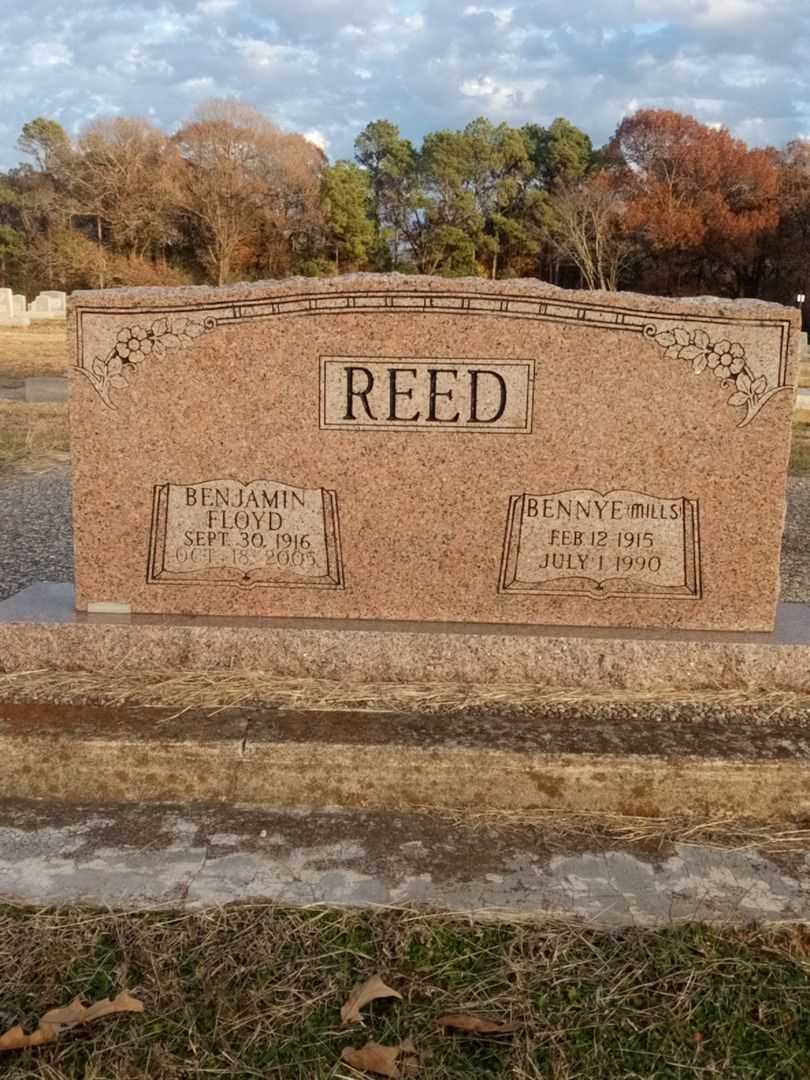 REED
BENJAMIN
FLOYD
SEPT. 30, 1916
OCT. 18, 2005
BENNYE (MILLS)
FEB 12 1915
JULY 1 1990